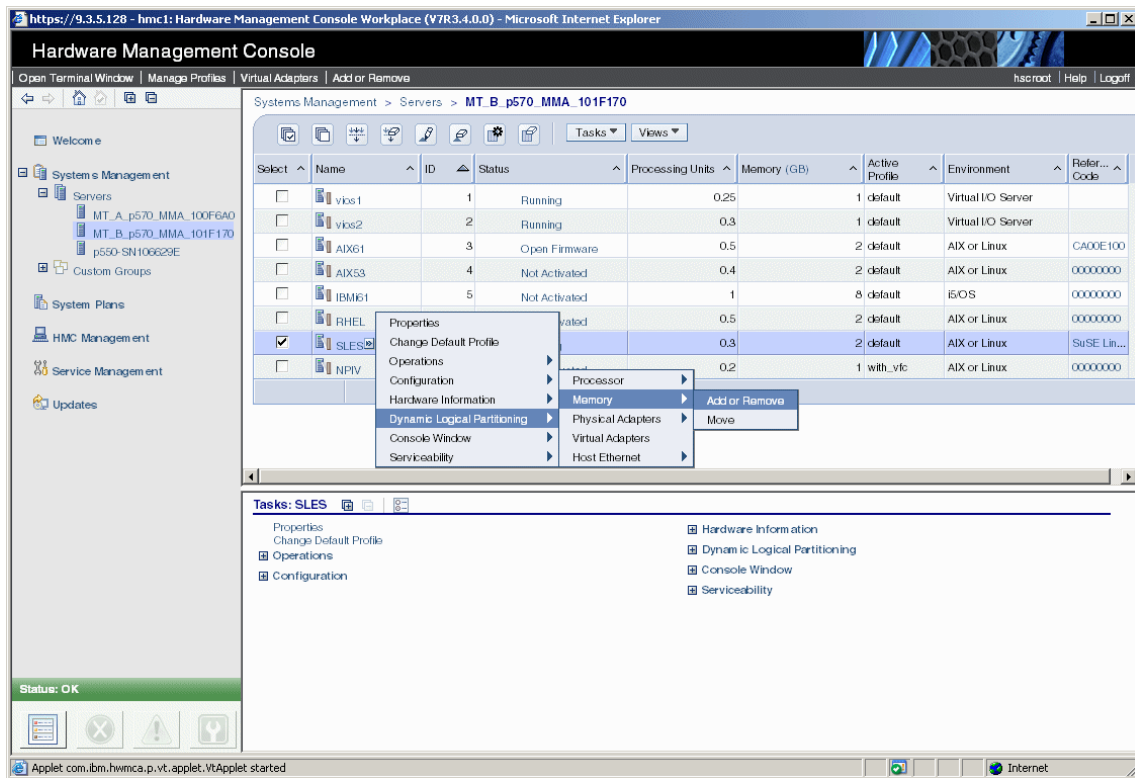 https://9.3.5.128 - hmc1: Hardware Management Console Workplace (V7R3.4.0.0) - Microsoft Internet Explorer
Hardware Management Console
Open Terminal Window | Manage Profiles | Virtual Adapters | Add or Remove hscroot | Help | Logoff
Welcome
Systems Management
Servers
MT_A_p570_MMA_100F6A0
MT_B_p570_MMA_101F170
p550-SN106629E
Custom Groups
System Plans
HMC Management
Service Management
Updates
Status: OK
Systems Management > Servers > MT_B_p570_MMA_101F170
Tasks Views
Select Name ID Status Processing Units Memory (GB) Active Profile Environment Refer... Code
vios1 1 Running 0.25 1 default Virtual I/O Server
vios2 2 Running 0.3 1 default Virtual I/O Server
AIX61 3 Open Firmware 0.5 2 default AIX or Linux CA00E100
AIX53 4 Not Activated 0.4 2 default AIX or Linux 00000000
IBMi61 5 Not Activated 1 8 default i5/OS 00000000
RHEL vated 0.5 2 default AIX or Linux 00000000
SLES 0.3 2 default AIX or Linux SuSE Lin...
NPIV 0.2 1 with_vfc AIX or Linux 00000000
Properties
Change Default Profile
Operations
Configuration
Hardware Information
Dynamic Logical Partitioning
Console Window
Serviceability
Processor
Memory
Physical Adapters
Virtual Adapters
Host Ethernet
Add or Remove
Move
Tasks: SLES
Properties
Change Default Profile
Operations
Configuration
Hardware Information
Dynamic Logical Partitioning
Console Window
Serviceability
Applet com.ibm.hwmca.p.vt.applet.VtApplet started
Internet